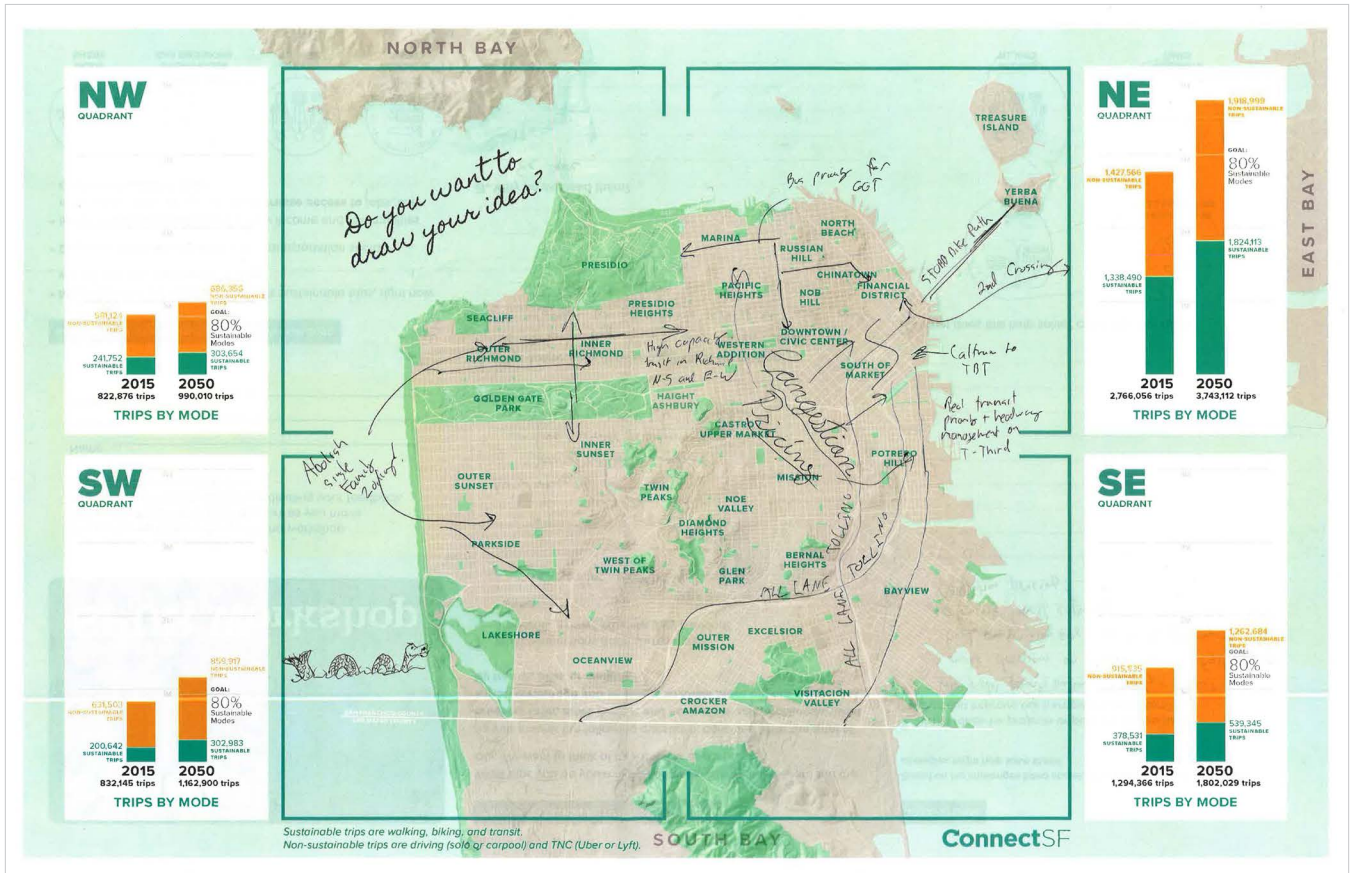 NORTH BAY
NW
QUADRANT
241,752
SUSTAINABLE
TRIPS
2015
822,876 trips
NON-SUSTAINABLE
TRIPS
GOAL:
80%
Sustainable
Modes
303,654
SUSTAINABLE
TRIPS
2050
990,010 trips
TRIPS BY MODE
NE
QUADRANT
1,427,566
NON-SUSTAINABLE
TRIPS
1,338,490
SUSTAINABLE
TRIPS
2015
2,766,056 trips
1,918,999
NON-SUSTAINABLE
TRIPS
GOAL:
80%
Sustainable
Modes
1,824,113
SUSTAINABLE
TRIPS
2050
3,743,112 trips
TRIPS BY MODE
EAST BAY
Do you want to
draw your idea?
Bus priority for
GGT
TREASURE
ISLAND
YERBA
BUENA
Bike Path
2nd Crossing
NORTH
BEACH
MARINA
RUSSIAN
HILL
PRESIDIO
CHINATOWN
PACIFIC
HEIGHTS
NOB
HILL
FINANCIAL
DISTRICT
PRESIDIO
HEIGHTS
SEACLIFF
DOWNTOWN /
CIVIC CENTER
OUTER
RICHMOND
INNER
RICHMOND
High capacity
transit in Richmond
N-S and E-W
WESTERN
ADDITION
SOUTH OF
MARKET
Caltrain to
TBT
GOLDEN GATE
PARK
HAIGHT
ASHBURY
Congestion
Pricing
Real transit
priority + headway
management on
T-Third
CASTRO
UPPER MARKET
Abolish
single
Family
zoning!
INNER
SUNSET
POTRERO
HILL
OUTER
SUNSET
MISSION
TWIN
PEAKS
NOE
VALLEY
DIAMOND
HEIGHTS
PARKSIDE
WEST OF
TWIN PEAKS
GLEN
PARK
BERNAL
HEIGHTS
ALL LANE
TOLLING
ALL LANE
TOLLING
BAYVIEW
LAKESHORE
OUTER
MISSION
EXCELSIOR
OCEANVIEW
CROCKER
AMAZON
VISITACION
VALLEY
SW
QUADRANT
NON-SUSTAINABLE
TRIPS
200,642
SUSTAINABLE
TRIPS
2015
832,145 trips
859,917
NON-SUSTAINABLE
TRIPS
GOAL:
80%
Sustainable
Modes
302,983
SUSTAINABLE
TRIPS
2050
1,162,900 trips
TRIPS BY MODE
SE
QUADRANT
NON-SUSTAINABLE
TRIPS
378,531
SUSTAINABLE
TRIPS
2015
1,294,366 trips
1,262,684
NON-SUSTAINABLE
TRIPS
GOAL:
80%
Sustainable
Modes
539,345
SUSTAINABLE
TRIPS
2050
1,802,029 trips
TRIPS BY MODE
Sustainable trips are walking, biking, and transit.
Non-sustainable trips are driving (solo or carpool) and TNC (Uber or Lyft).
SOUTH BAY
ConnectSF